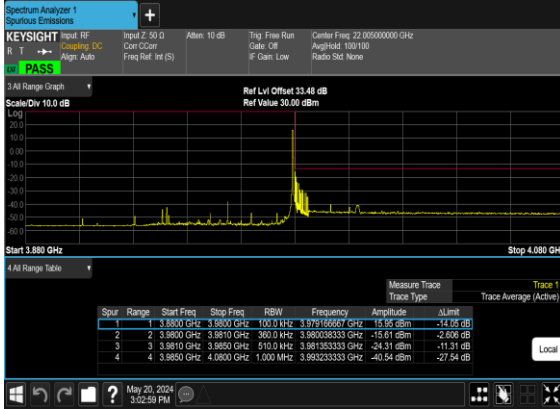 Spectrum Analyzer 1
Spurious Emissions
KEYSIGHT Input: RF Input Z: 50 Ω Atten: 10 dB Trig: Free Run Center Freq: 22.005000000 GHz
R T Coupling: DC Corr CCorr Gate: Off Avg|Hold: 100/100
Align: Auto Freq Ref: Int (S) IF Gain: Low Radio Std: None
PASS
3 All Range Graph
Ref Lvl Offset 33.48 dB
Scale/Div 10.0 dB Ref Value 30.00 dBm
Log
20.0
10.0
0.00
-10.0
-20.0
-30.0
-40.0
-50.0
-60.0
Start 3.880 GHz Stop 4.080 GH
4 All Range Table
Measure Trace Trace 1
Trace Type Trace Average (Active)
Spur Range Start Freq Stop Freq RBW Frequency Amplitude ΔLimit
1 1 3.8800 GHz 3.9800 GHz 100.0 kHz 3.979166667 GHz 15.95 dBm -14.05 dB
2 2 3.9800 GHz 3.9810 GHz 360.0 kHz 3.980038333 GHz -15.61 dBm -2.606 dB
3 3 3.9810 GHz 3.9850 GHz 510.0 kHz 3.981353333 GHz -24.31 dBm -11.31 dB
4 4 3.9850 GHz 4.0800 GHz 1.000 MHz 3.993233333 GHz -40.54 dBm -27.54 dB
Local
?
May 20, 2024
3:02:59 PM